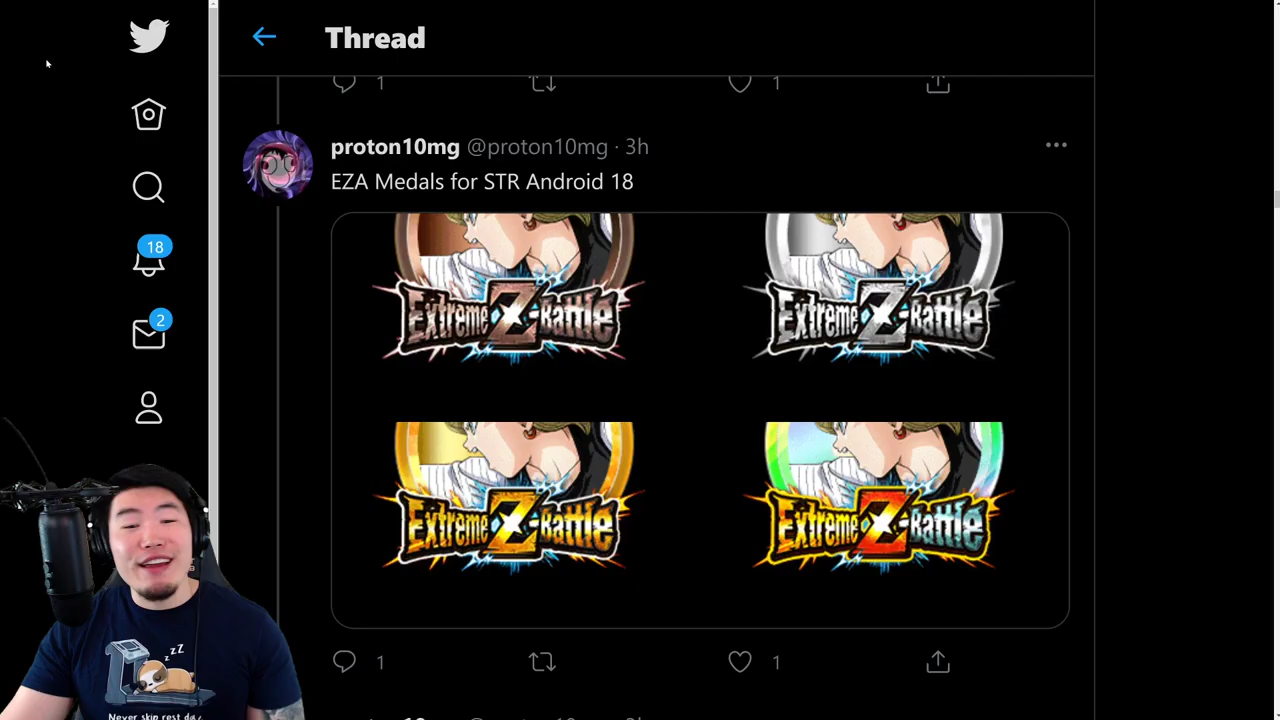 Thread
1
1
proton10mg @proton10mg · 3h
EZA Medals for STR Android 18
18
2
Extreme Z-Battle
Extreme Z-Battle
Extreme Z-Battle
Extreme Z-Battle
1
1
zZZ
Never skip rest day